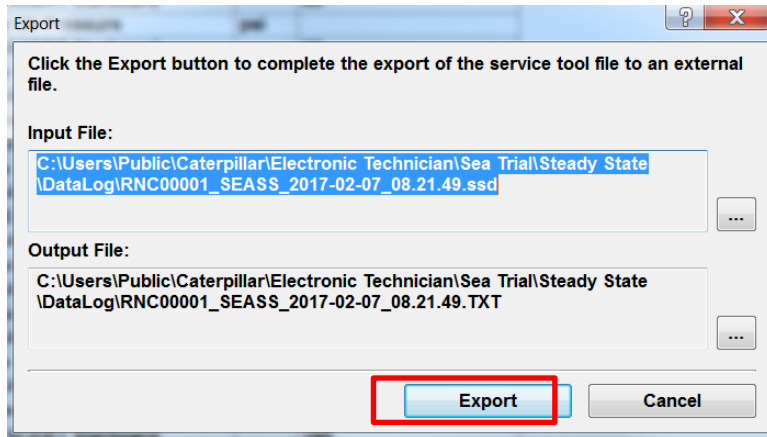 Export
Click the Export button to complete the export of the service tool file to an external
file.
Input File:
C:\Users\Public\Caterpillar\Electronic Technician\Sea Trial\Steady State
\DataLog\RNC00001_SEASS_2017-02-07_08.21.49.ssd
...
Output File:
C:\Users\Public\Caterpillar\Electronic Technician\Sea Trial\Steady State
\DataLog\RNC00001_SEASS_2017-02-07_08.21.49.TXT
...
Export
Cancel